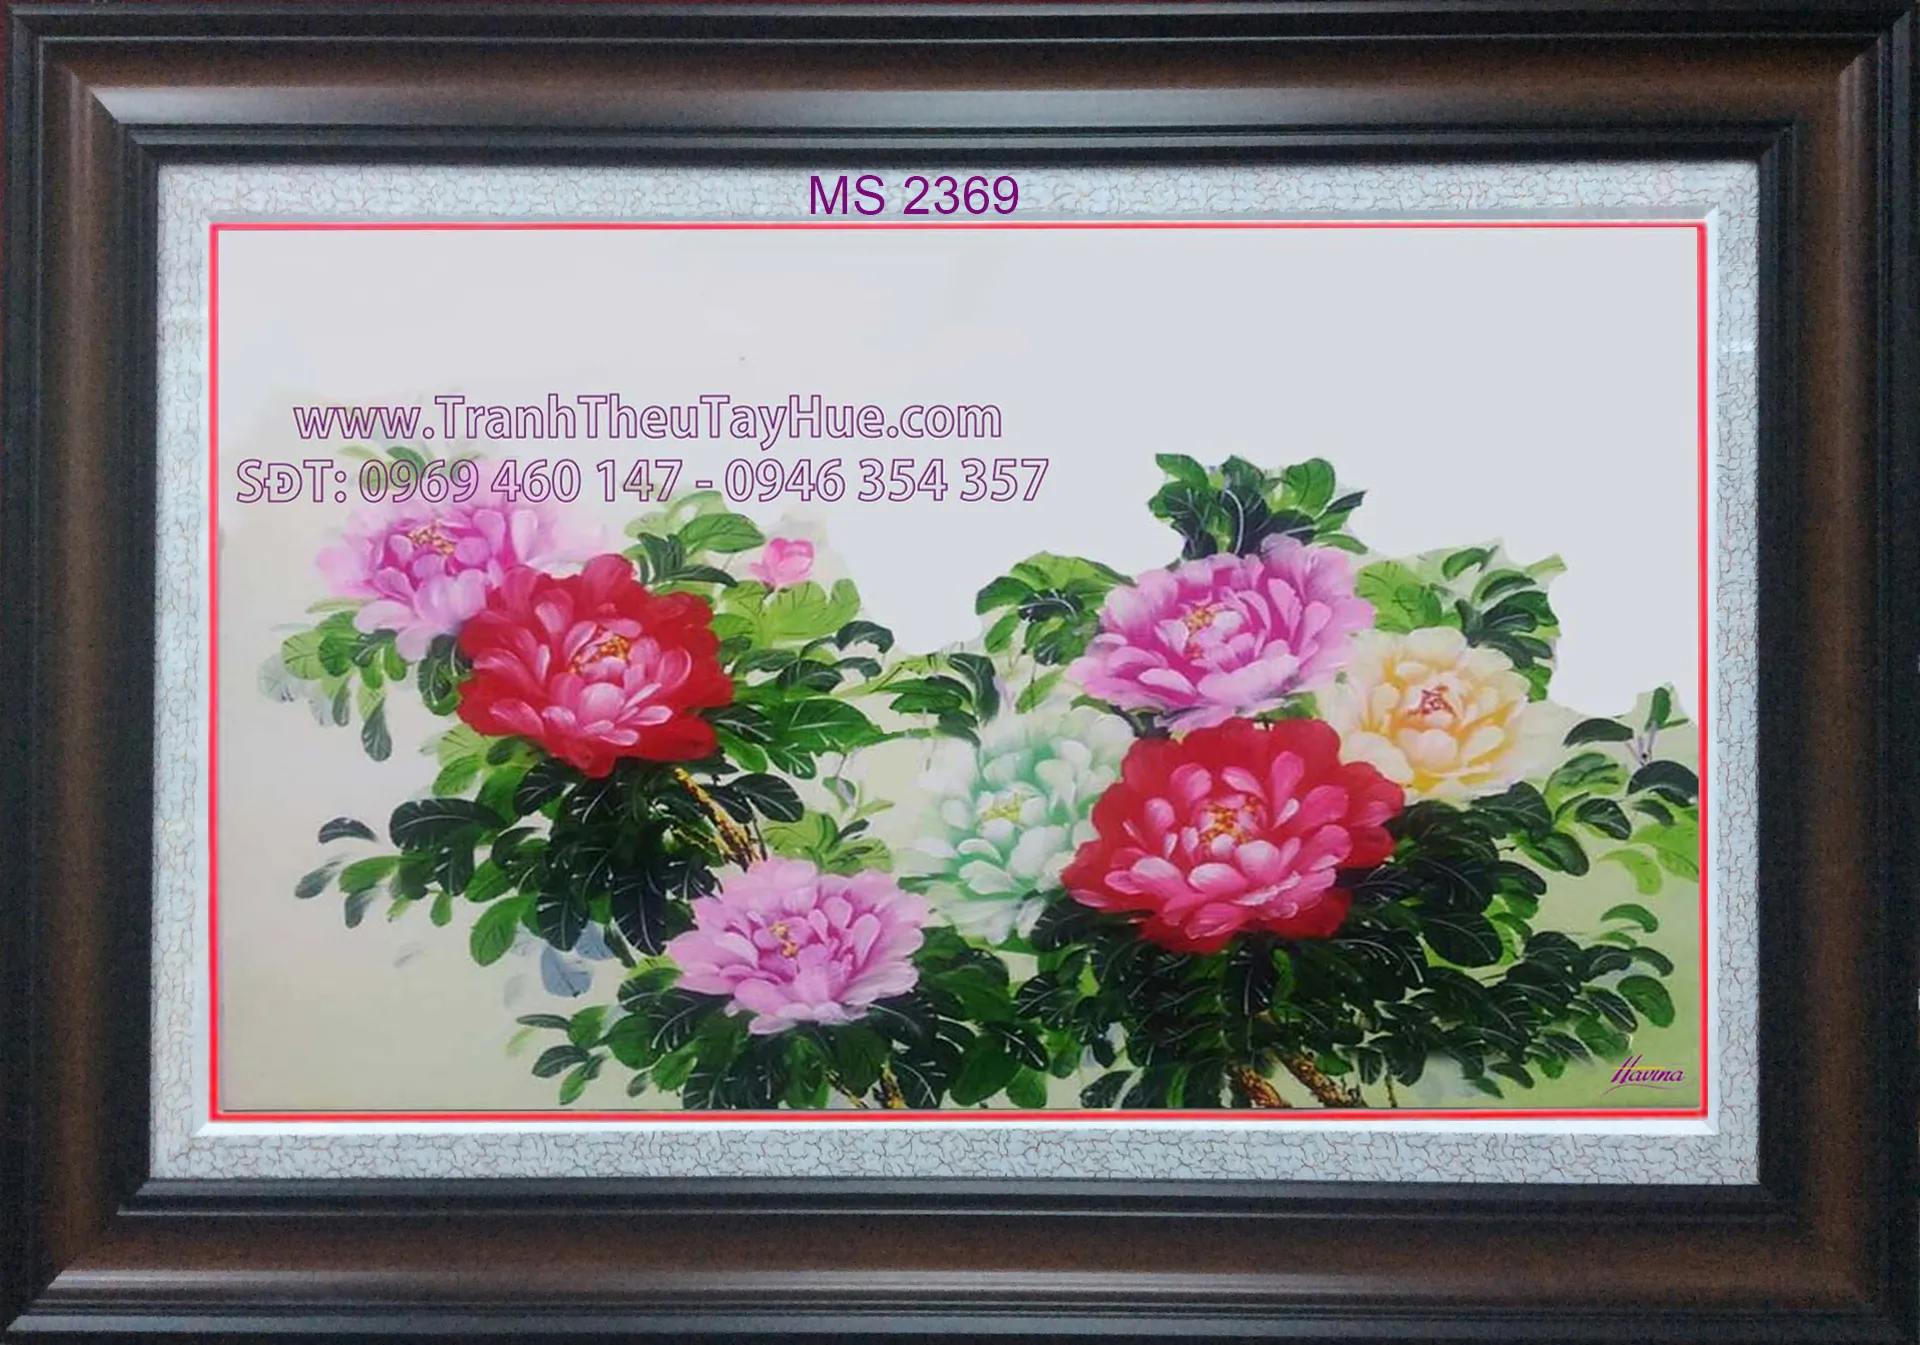 MS 2369
www.TranhTheuTayHue.com
SĐT: 0969 460 147 - 0946 354 357
Havina